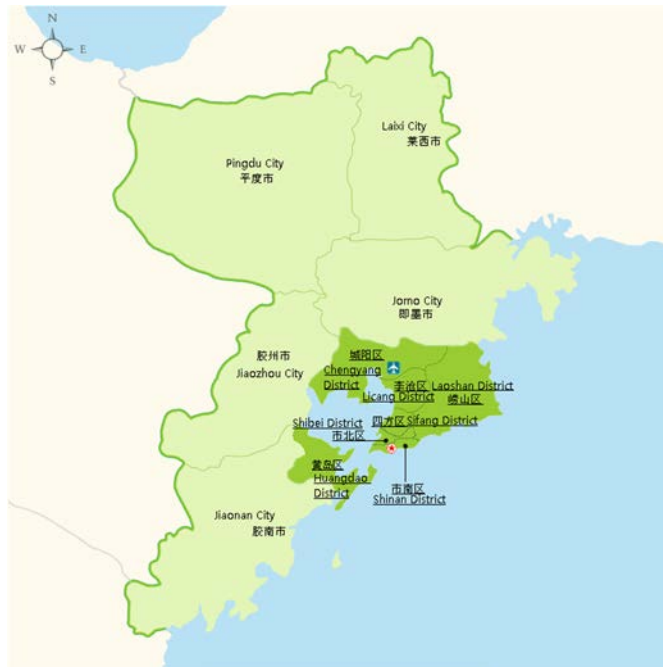 N
W E
S
Laixi City
莱西市
Pingdu City
平度市
Jomo City
即墨市
胶州市
Jiaozhou City
城阳区
Chengyang
District
李沧区 Laoshan District
Licang District 崂山区
Shibei District
市北区
四方区 Sifang District
黄岛区
Huangdao
District
市南区
Shinan District
Jiaonan City
胶南市